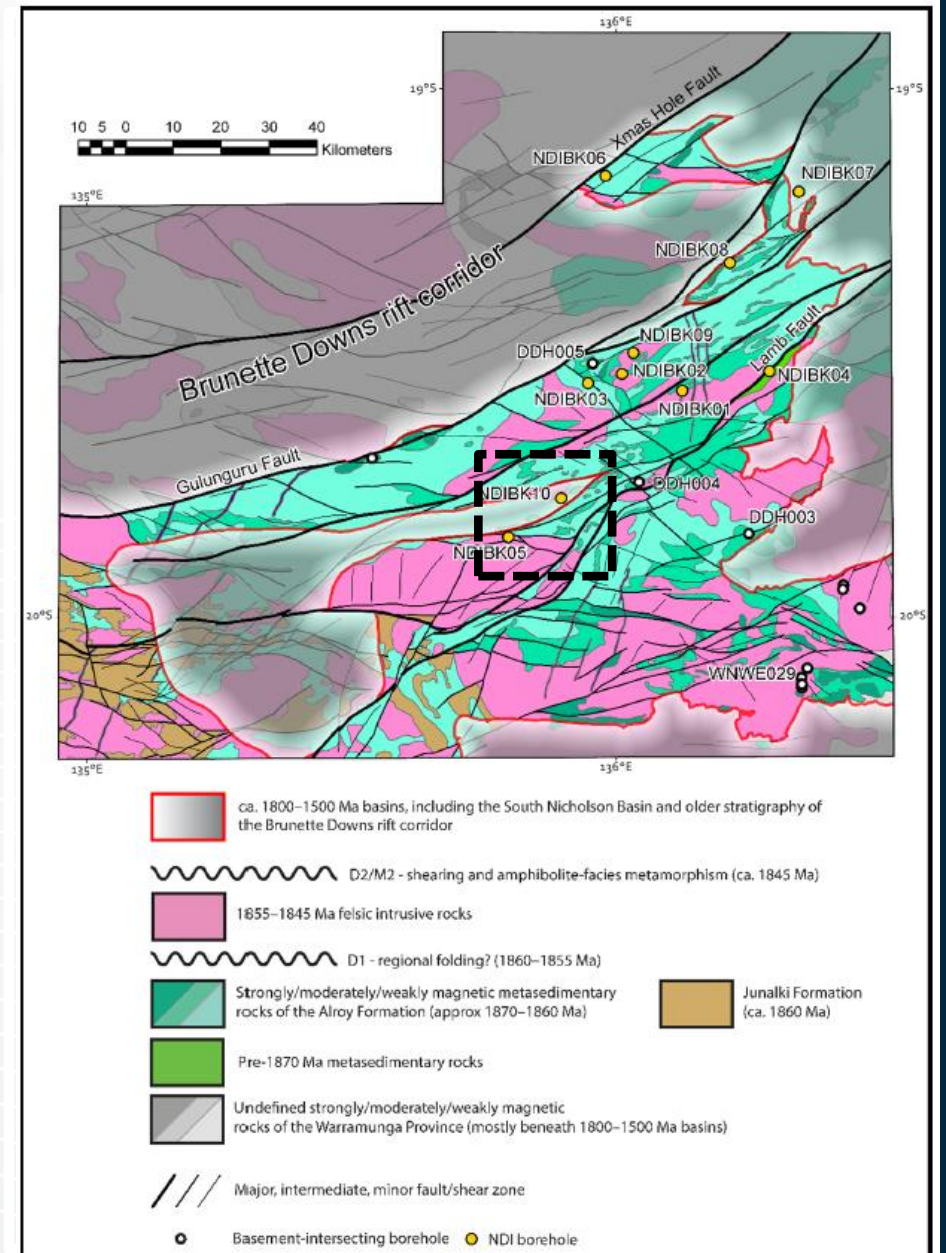 136°E
19°S
19°S
10 5 0 10 20 30 40
Kilometers
Xmas Hole Fault
NDIBK06
NDIBK07
135°E
NDIBK08
Brunette Downs rift corridor
Lamb Fault
NDIBK09
DDH005
NDIBK02
NDIBK04
NDIBK03
NDIBK01
Gulunguru Fault
NDIBK10
DDH004
DDH003
NDIBK05
20°S
20°S
WNWE029
135°E
136°E
ca. 1800–1500 Ma basins, including the South Nicholson Basin and older stratigraphy of
the Brunette Downs rift corridor
D2/M2 - shearing and amphibolite-facies metamorphism (ca. 1845 Ma)
1855–1845 Ma felsic intrusive rocks
D1 - regional folding? (1860–1855 Ma)
Strongly/moderately/weakly magnetic metasedimentary
rocks of the Alroy Formation (approx 1870–1860 Ma)
Junalki Formation
(ca. 1860 Ma)
Pre-1870 Ma metasedimentary rocks
Undefined strongly/moderately/weakly magnetic
rocks of the Warramunga Province (mostly beneath 1800–1500 Ma basins)
Major, intermediate, minor fault/shear zone
Basement-intersecting borehole
NDI borehole